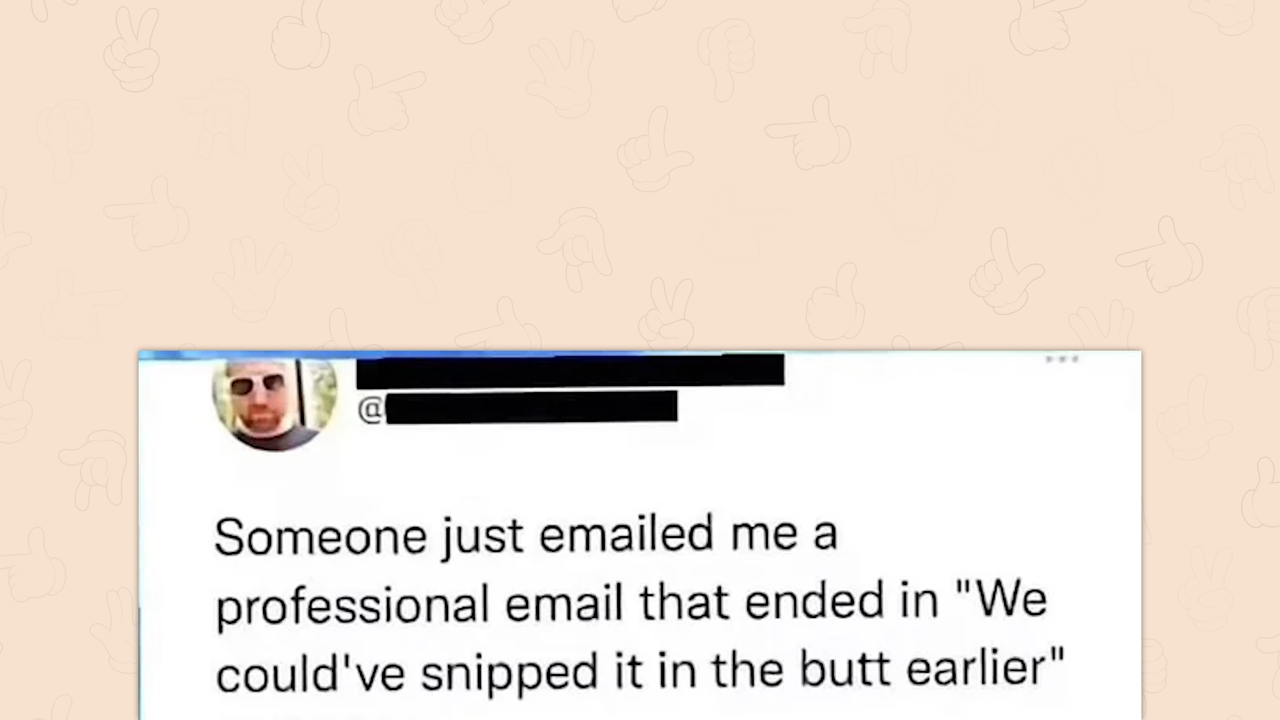 @
Someone just emailed me a
professional email that ended in "We
could've snipped it in the butt earlier"